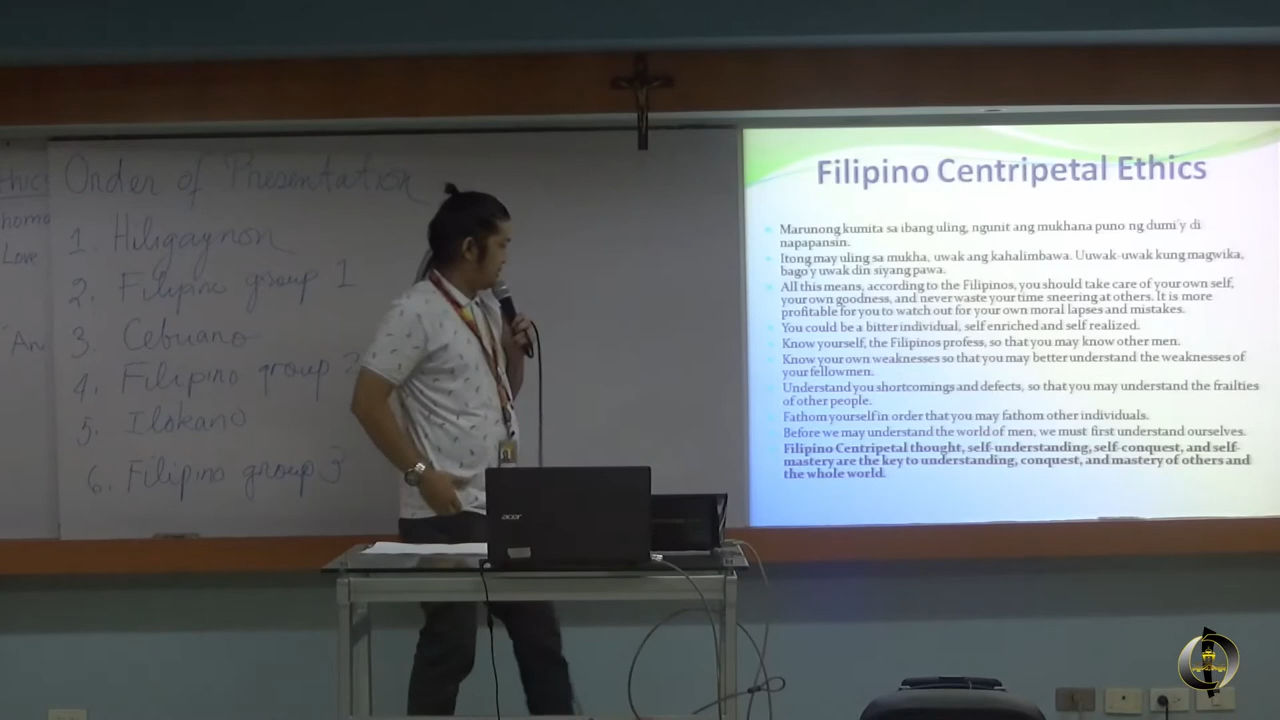 Order of Presentation
1. Hiligaynon
2. Filipino group 1
3. Cebuano
4. Filipino group 2
5. Ilokano
6. Filipino group 3
Love
acer
Filipino Centripetal Ethics
Marunong kumita sa ibang uling, ngunit ang mukhana puno ng dumi'y di
napapansin.
Itong may uling sa mukha, uwak ang kahalimbawa. Uuwak-uwak kung magwika,
bago'y uwak din siyang pawa.
All this means, according to the Filipinos, you should take care of your own self,
your own goodness, and never waste your time sneering at others. It is more
profitable for you to watch out for your own moral lapses and mistakes.
You could be a bitter individual, self enriched and self realized.
Know yourself, the Filipinos profess, so that you may know other men.
Know your own weaknesses so that you may better understand the weaknesses of
your fellowmen.
Understand you shortcomings and defects, so that you may understand the frailties
of other people.
Fathom yourself in order that you may fathom other individuals.
Before we may understand the world of men, we must first understand ourselves.
Filipino Centripetal thought, self-understanding, self-conquest, and self-
mastery are the key to understanding, conquest, and mastery of others and
the whole world.